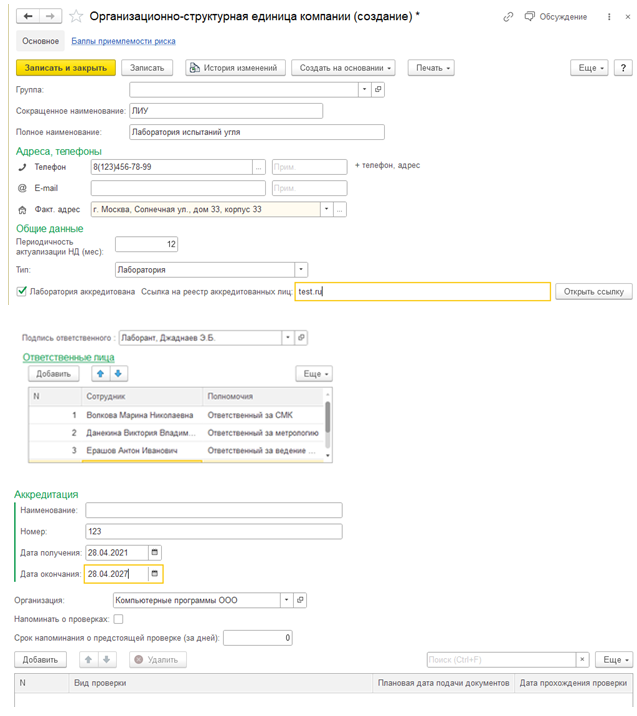 Организационно-структурная единица компании (создание) *
Обсуждение
Основное Баллы приемлемости риска
Записать и закрыть Записать История изменений Создать на основании Печать Еще ?
Группа:
Сокращенное наименование: ЛИУ
Полное наименование: Лаборатория испытаний угля
Адреса, телефоны
Телефон 8(123)456-78-99 ... Прим. + телефон, адрес
E-mail Прим.
Факт. адрес г. Москва, Солнечная ул., дом 33, корпус 33 ...
Общие данные
Периодичность
актуализации НД (мес): 12
Тип: Лаборатория
Лаборатория аккредитована Ссылка на реестр аккредитованных лиц: test.ru Открыть ссылку
Подпись ответственного : Лаборант, Джаднаев Э.Б.
Ответственные лица
Добавить Еще
N Сотрудник Полномочия
1 Волкова Марина Николаевна Ответственный за СМК
2 Данекина Виктория Владим... Ответственный за метрологию
3 Ерашов Антон Иванович Ответственный за ведение ...
Аккредитация
Наименование:
Номер: 123
Дата получения: 28.04.2021
Дата окончания: 28.04.2027
Организация: Компьютерные программы ООО
Напоминать о проверках:
Срок напоминания о предстоящей проверке (за дней): 0
Добавить Удалить Поиск (Ctrl+F) × Еще
N Вид проверки Плановая дата подачи документов Дата прохождения проверки